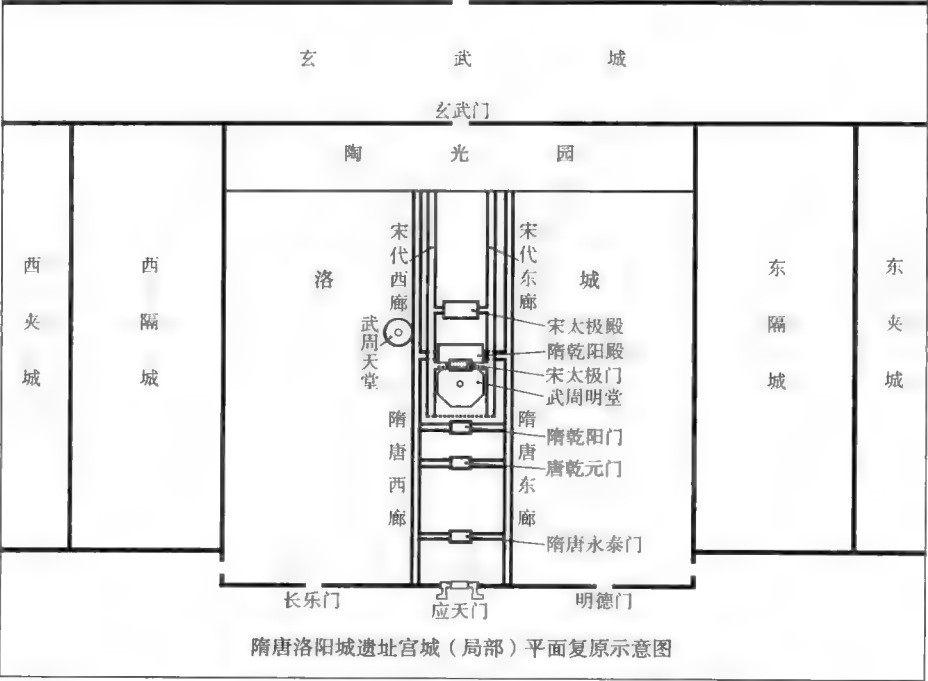 玄武城
玄武门
陶光园
西夹城
西隔城
洛城
东隔城
东夹城
宋代西廊
宋代东廊
武周天堂
宋太极殿
隋乾阳殿
宋太极门
武周明堂
隋乾阳门
唐乾元门
隋唐西廊
隋唐东廊
隋唐永泰门
长乐门
应天门
明德门
隋唐洛阳城遗址宫城（局部）平面复原示意图